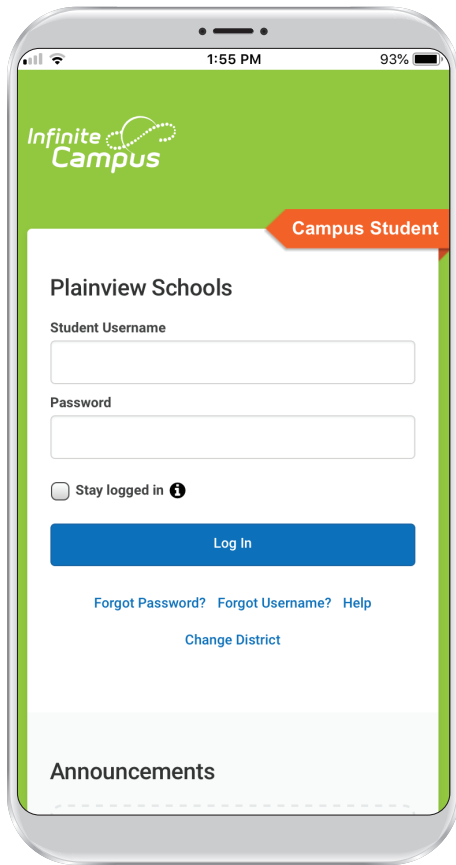 1:55 PM 93%
Infinite
Campus
Campus Student
Plainview Schools
Student Username
Password
Stay logged in
Log In
Forgot Password? Forgot Username? Help
Change District
Announcements